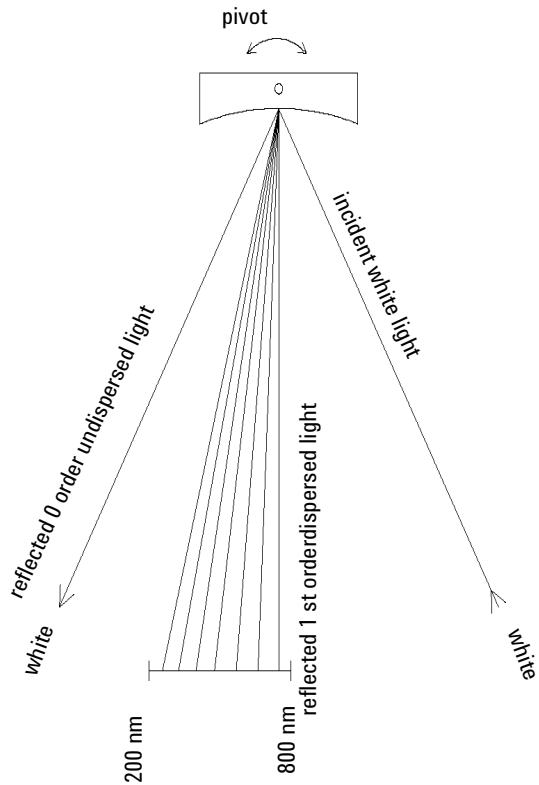 pivot
incident white light
reflected 0 order undispersed light
reflected 1 st orderdispersed light
white
white
200 nm
800 nm